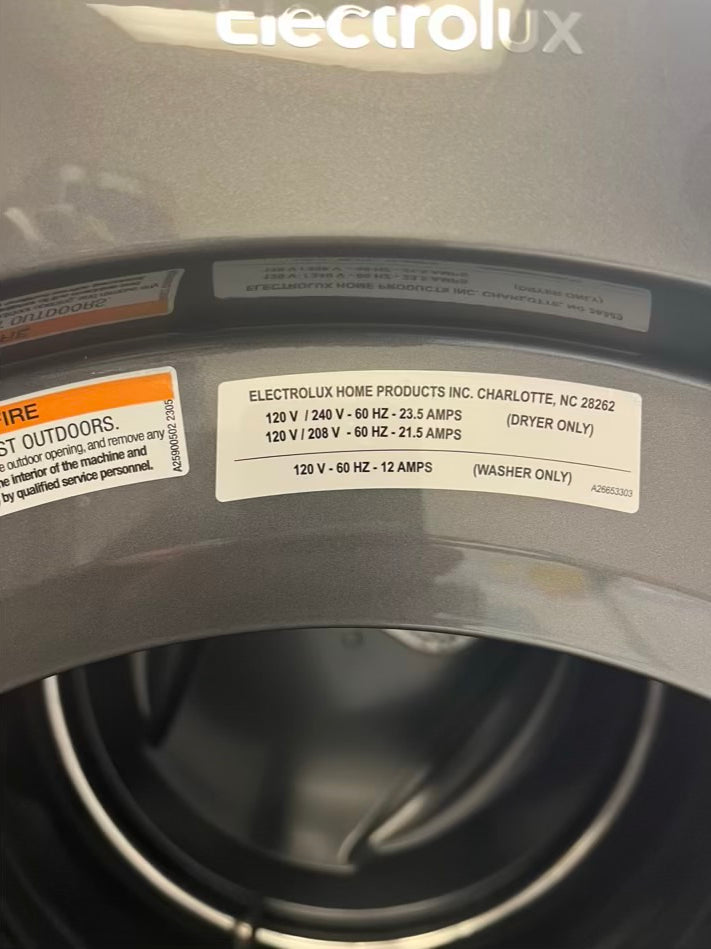 Electrolux
FIRE
ST OUTDOORS.
outdoor opening, and remove any
interior of the machine and
by qualified service personnel.
A25900502 2305
ELECTROLUX HOME PRODUCTS INC. CHARLOTTE, NC 28262
120 V / 240 V - 60 HZ - 23.5 AMPS (DRYER ONLY)
120 V / 208 V - 60 HZ - 21.5 AMPS
120 V - 60 HZ - 12 AMPS (WASHER ONLY)
A26653303